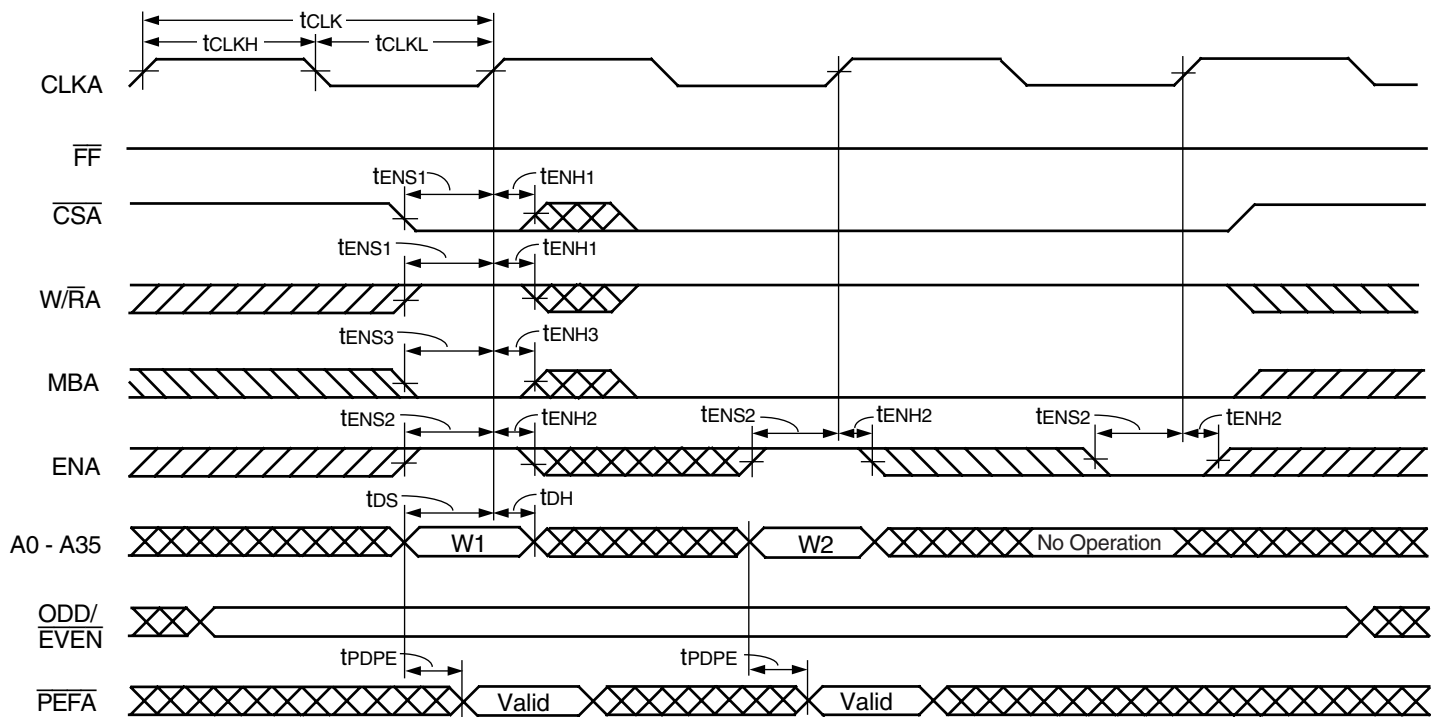 tCLK
tCLKH tCLKL
CLKA
FF
tENS1 tENH1
CSA
tENS1 tENH1
W/RA
tENS3 tENH3
MBA
tENS2 tENH2 tENS2 tENH2 tENS2 tENH2
ENA
tDS tDH
A0 - A35 W1 W2 No Operation
ODD/
EVEN
tPDPE tPDPE
PEFA Valid Valid